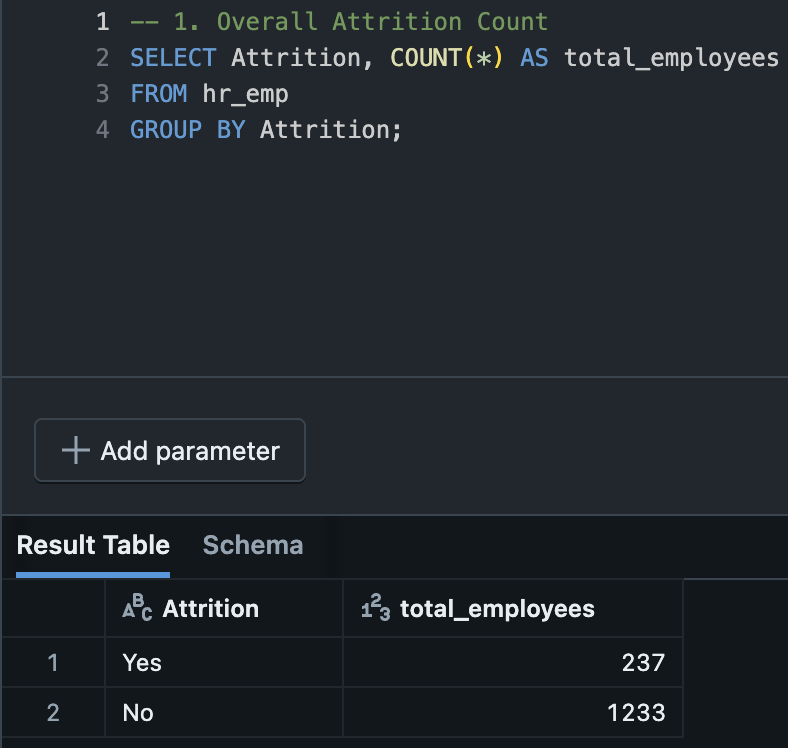 1 -- 1. Overall Attrition Count
2 SELECT Attrition, COUNT(*) AS total_employees
3 FROM hr_emp
4 GROUP BY Attrition;
+ Add parameter
Result Table Schema
ABC Attrition 123 total_employees
1 Yes 237
2 No 1233